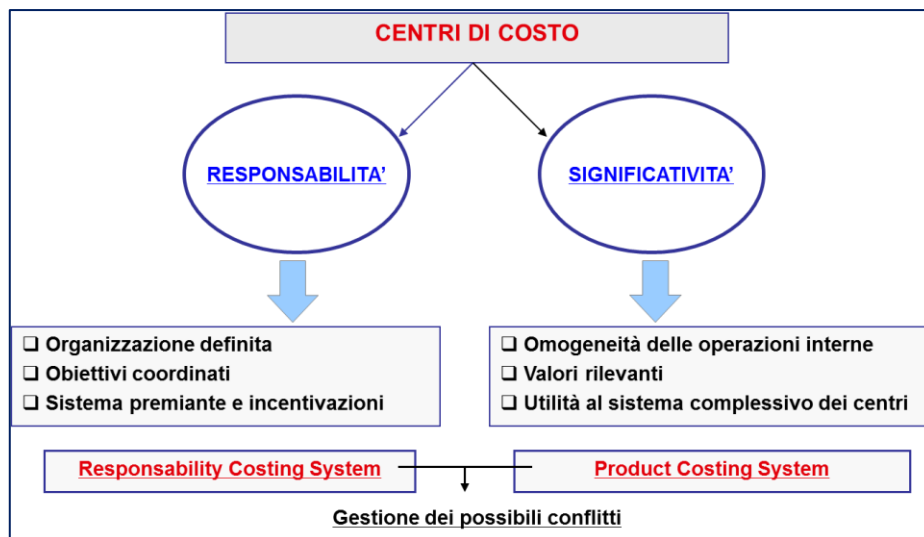 CENTRI DI COSTO
RESPONSABILITA'
SIGNIFICATIVITA'
❑ Organizzazione definita
❑ Obiettivi coordinati
❑ Sistema premiante e incentivazioni
❑ Omogeneità delle operazioni interne
❑ Valori rilevanti
❑ Utilità al sistema complessivo dei centri
Responsability Costing System
Product Costing System
Gestione dei possibili conflitti